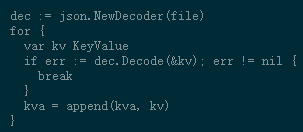 dec := json.NewDecoder(file)
for {
  var kv KeyValue
  if err := dec.Decode(&kv); err != nil {
    break
  }
  kva = append(kva, kv)
}